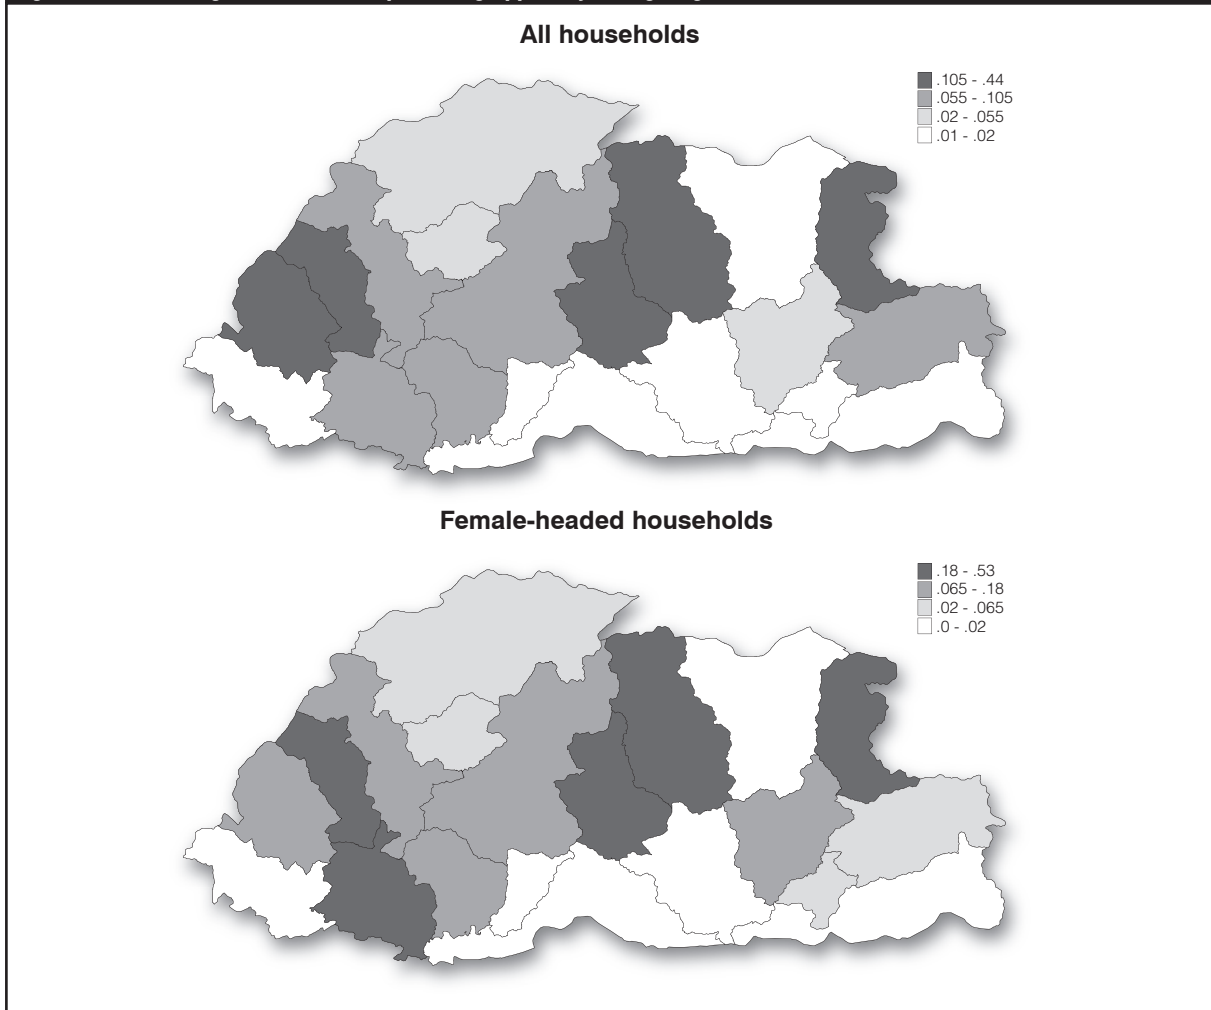 All households
.105 - .44
.055 - .105
.02 - .055
.01 - .02
Female-headed households
.18 - .53
.065 - .18
.02 - .065
.0 - .02